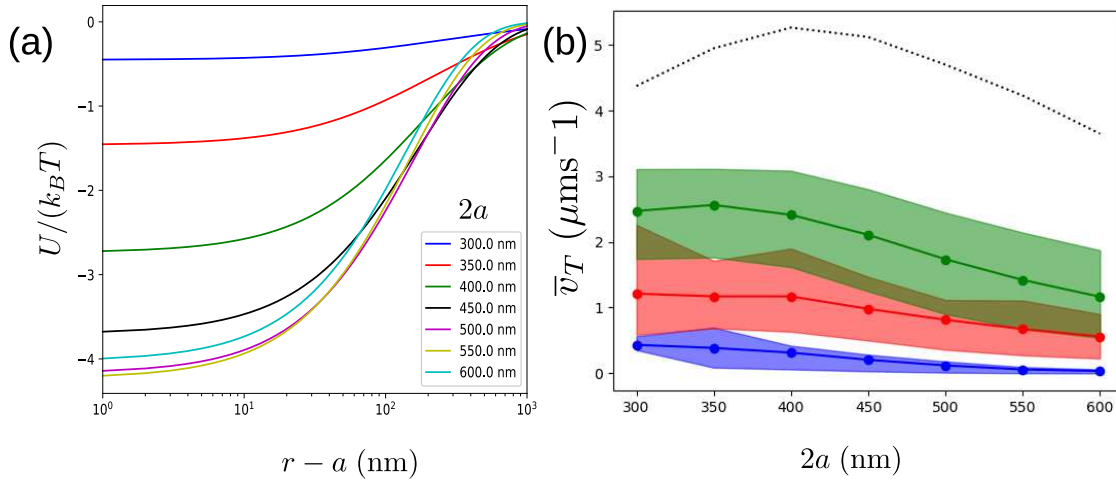 (a)
U/(k_B T)
0
−1
−2
−3
−4
2a
300.0 nm
350.0 nm
400.0 nm
450.0 nm
500.0 nm
550.0 nm
600.0 nm
10^0
10^1
10^2
10^3
r − a (nm)
(b)
v̅_T (μms^−1)
5
4
3
2
1
0
300
350
400
450
500
550
600
2a (nm)